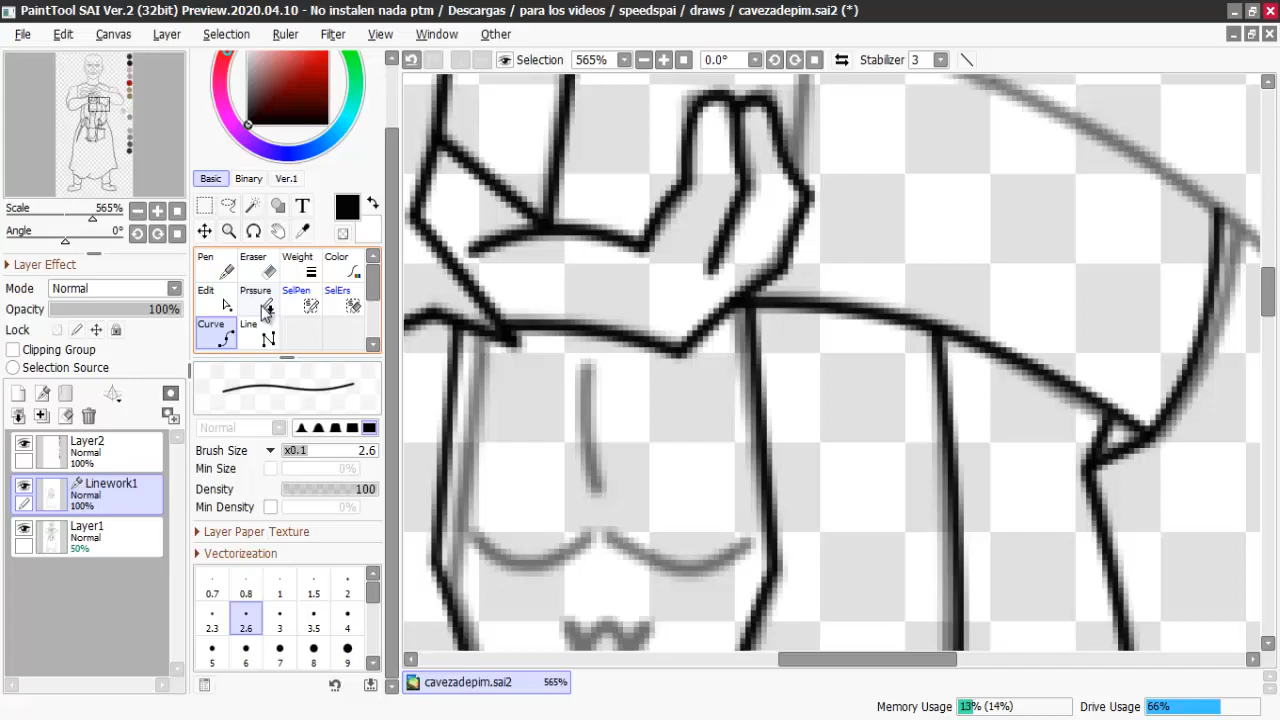 PaintTool SAI Ver.2 (32bit) Preview.2020.04.10 - No instalen nada ptm / Descargas / para los videos / speedspai / draws / cavezadepim.sai2 (*)
File Edit Canvas Layer Selection Ruler Filter View Window Other
Selection 565% 0.0° Stabilizer 3
Basic Binary Ver.1
Scale 565%
Angle 0°
Layer Effect
Mode Normal
Opacity 100%
Lock
Clipping Group
Selection Source
Layer2
Normal
100%
Linework1
Normal
100%
Layer1
Normal
50%
T
Pen Eraser Weight Color
Edit Prssure SelPen SelErs
Curve Line
Normal
Brush Size x0.1 2.6
Min Size 0%
Density 100
Min Density 0%
Layer Paper Texture
Vectorization
0.7 0.8 1 1.5 2
2.3 2.6 3 3.5 4
5 6 7 8 9
cavezadepim.sai2 565%
Memory Usage 13% (14%) Drive Usage 66%